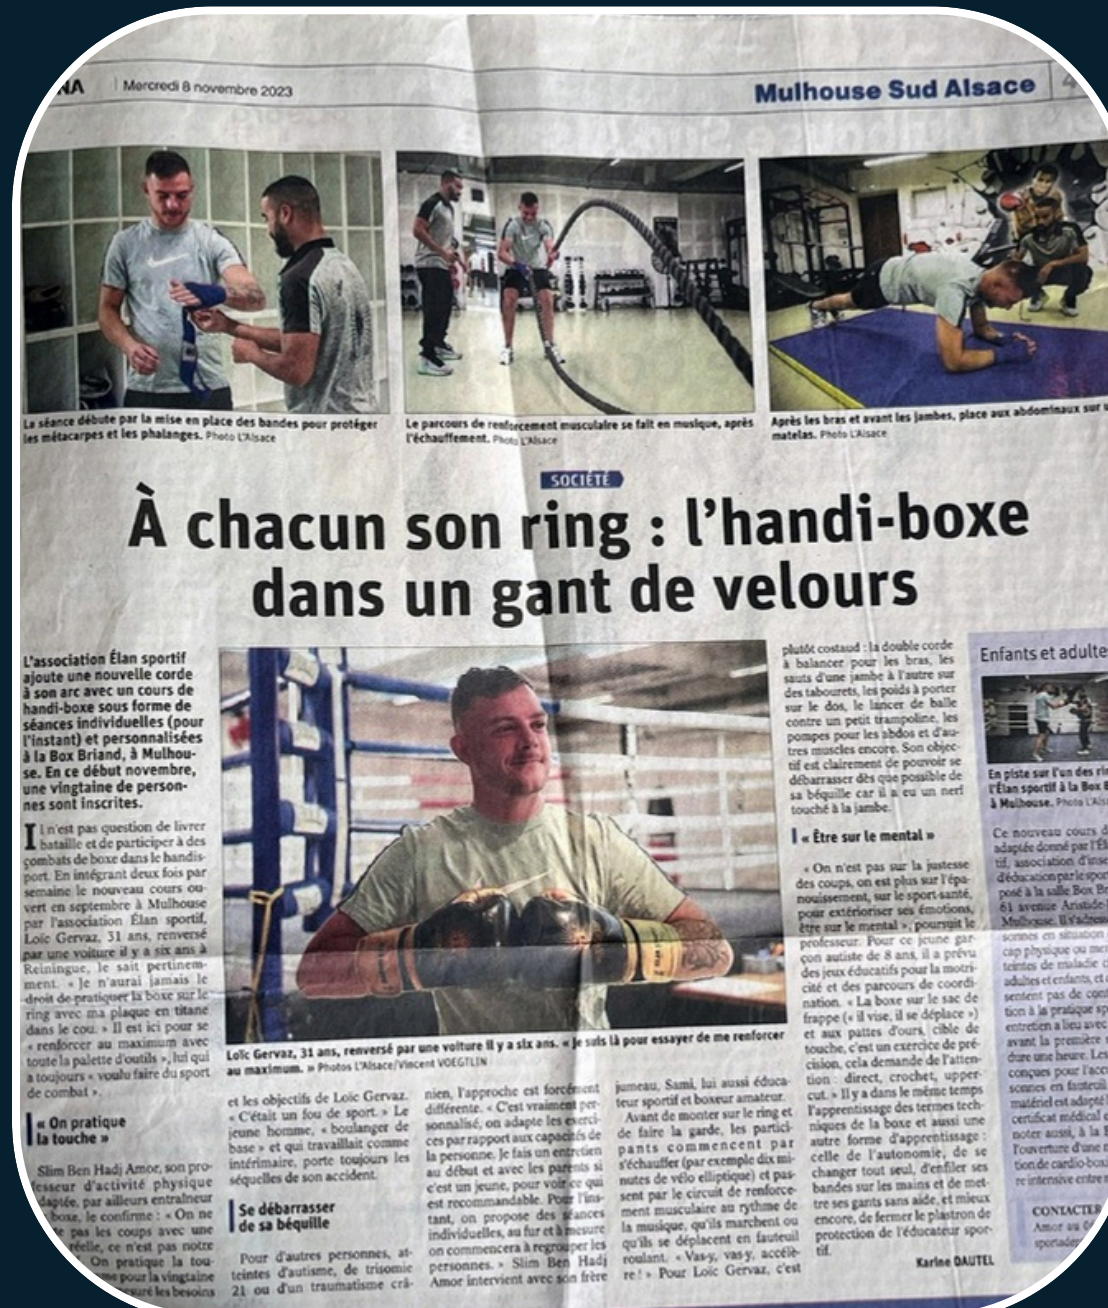 NA
Mercredi 8 novembre 2023
Mulhouse Sud Alsace
La séance débute par la mise en place des bandes pour protéger
les métacarpes et les phalanges. Photo L'Alsace
Le parcours de renforcement musculaire se fait en musique, après
l'échauffement. Photo L'Alsace
Après les bras et avant les jambes, place aux abdominaux sur
matelas. Photo L'Alsace
SOCIÉTÉ
À chacun son ring : l'handi-boxe
dans un gant de velours
L'association Élan sportif
ajoute une nouvelle corde
à son arc avec un cours de
handi-boxe sous forme de
séances individuelles (pour
l'instant) et personnalisées
à la Box Briand, à Mulhou-
se. En ce début novembre,
une vingtaine de person-
nes sont inscrites.
Il n'est pas question de livrer
bataille et de participer à des
combats de boxe dans le handis-
port. En intégrant deux fois par
semaine le nouveau cours ou-
vert en septembre à Mulhouse
par l'association Élan sportif,
Loïc Gervaz, 31 ans, renversé
par une voiture il y a six ans à
Reiningue, le sait pertinem-
ment. « Je n'aurai jamais le
droit de pratiquer la boxe sur le
ring avec ma plaque en titane
dans le cou. » Il est ici pour se
« renforcer au maximum avec
toute la palette d'outils », lui qui
a toujours « voulu faire du sport
de combat ».
« On pratique
la touche »
Slim Ben Hadj Amor, son pro-
fesseur d'activité physique
adaptée, par ailleurs entraîneur
boxe, le confirme : « On ne
pas les coups avec une
réelle, ce n'est pas notre
On pratique la tou-
pour la vingtaine
suré les besoins
Loïc Gervaz, 31 ans, renversé par une voiture il y a six ans. « Je suis là pour essayer de me renforcer
au maximum. » Photos L'Alsace/Vincent VOEGTLIN
et les objectifs de Loïc Gervaz.
« C'était un fou de sport. » Le
jeune homme, « boulanger de
base » et qui travaillait comme
intérimaire, porte toujours les
séquelles de son accident.
Se débarrasser
de sa béquille
Pour d'autres personnes, at-
teintes d'autisme, de trisomie
21 ou d'un traumatisme crâ-
nien, l'approche est forcément
différente. « C'est vraiment per-
sonnalisé, on adapte les exerci-
ces par rapport aux capacités de
la personne. Je fais un entretien
au début et avec les parents si
c'est un jeune, pour voir ce qui
est recommandable. Pour l'ins-
tant, on propose des séances
individuelles, au fur et à mesure
on commencera à regrouper les
personnes. » Slim Ben Hadj
Amor intervient avec son frère
jumeau, Sami, lui aussi éduca-
teur sportif et boxeur amateur.
Avant de monter sur le ring et
de faire la garde, les partici-
pants commencent par
s'échauffer (par exemple dix mi-
nutes de vélo elliptique) et pas-
sent par le circuit de renforce-
ment musculaire au rythme de
la musique, qu'ils marchent ou
qu'ils se déplacent en fauteuil
roulant. « Vas-y, vas-y, accélè-
re ! » Pour Loïc Gervaz, c'est
plutôt costaud : la double corde
à balancer pour les bras, les
sauts d'une jambe à l'autre sur
des tabourets, les poids à porter
sur le dos, le lancer de balle
contre un petit trampoline, les
pompes pour les abdos et d'au-
tres muscles encore. Son objec-
tif est clairement de pouvoir se
débarrasser dès que possible de
sa béquille car il a eu un nerf
touché à la jambe.
« Être sur le mental »
« On n'est pas sur la justesse
des coups, on est plus sur l'épa-
nouissement, sur le sport-santé,
pour extérioriser ses émotions,
être sur le mental », poursuit le
professeur. Pour ce jeune gar-
çon autiste de 8 ans, il a prévu
des jeux éducatifs pour la motri-
cité et des parcours de coordi-
nation. « La boxe sur le sac de
frappe (« il vise, il se déplace »)
et aux pattes d'ours, cible de
touche, c'est un exercice de pré-
cision, cela demande de l'atten-
tion : direct, crochet, upper-
cut. » Il y a dans le même temps
l'apprentissage des termes tech-
niques de la boxe et aussi une
autre forme d'apprentissage :
celle de l'autonomie, de se
changer tout seul, d'enfiler ses
bandes sur les mains et de met-
tre ses gants sans aide, et mieux
encore, de fermer le plastron de
protection de l'éducateur spor-
tif.
Karine DAUTEL
Enfants et adulte
En piste sur l'un des
l'Élan sportif à la Box
à Mulhouse. Photo
Ce nouveau cours
adaptée donné par
tif, association
d'éducation par le
posé à la salle Box
61 avenue Aristide
Mulhouse. Il
sonnes en situation
cap physique ou
teintes de maladie
adultes et enfants, et
sentent pas de
tion à la pratique
entretien a lieu avec
avant la première
dure une heure. Les
conçues pour
sonnes en fauteuil
matériel est adapté
certificat médical
noter aussi, à la
l'ouverture d'une
tion de cardio
re intensive entre
CONTACTER
Amor au